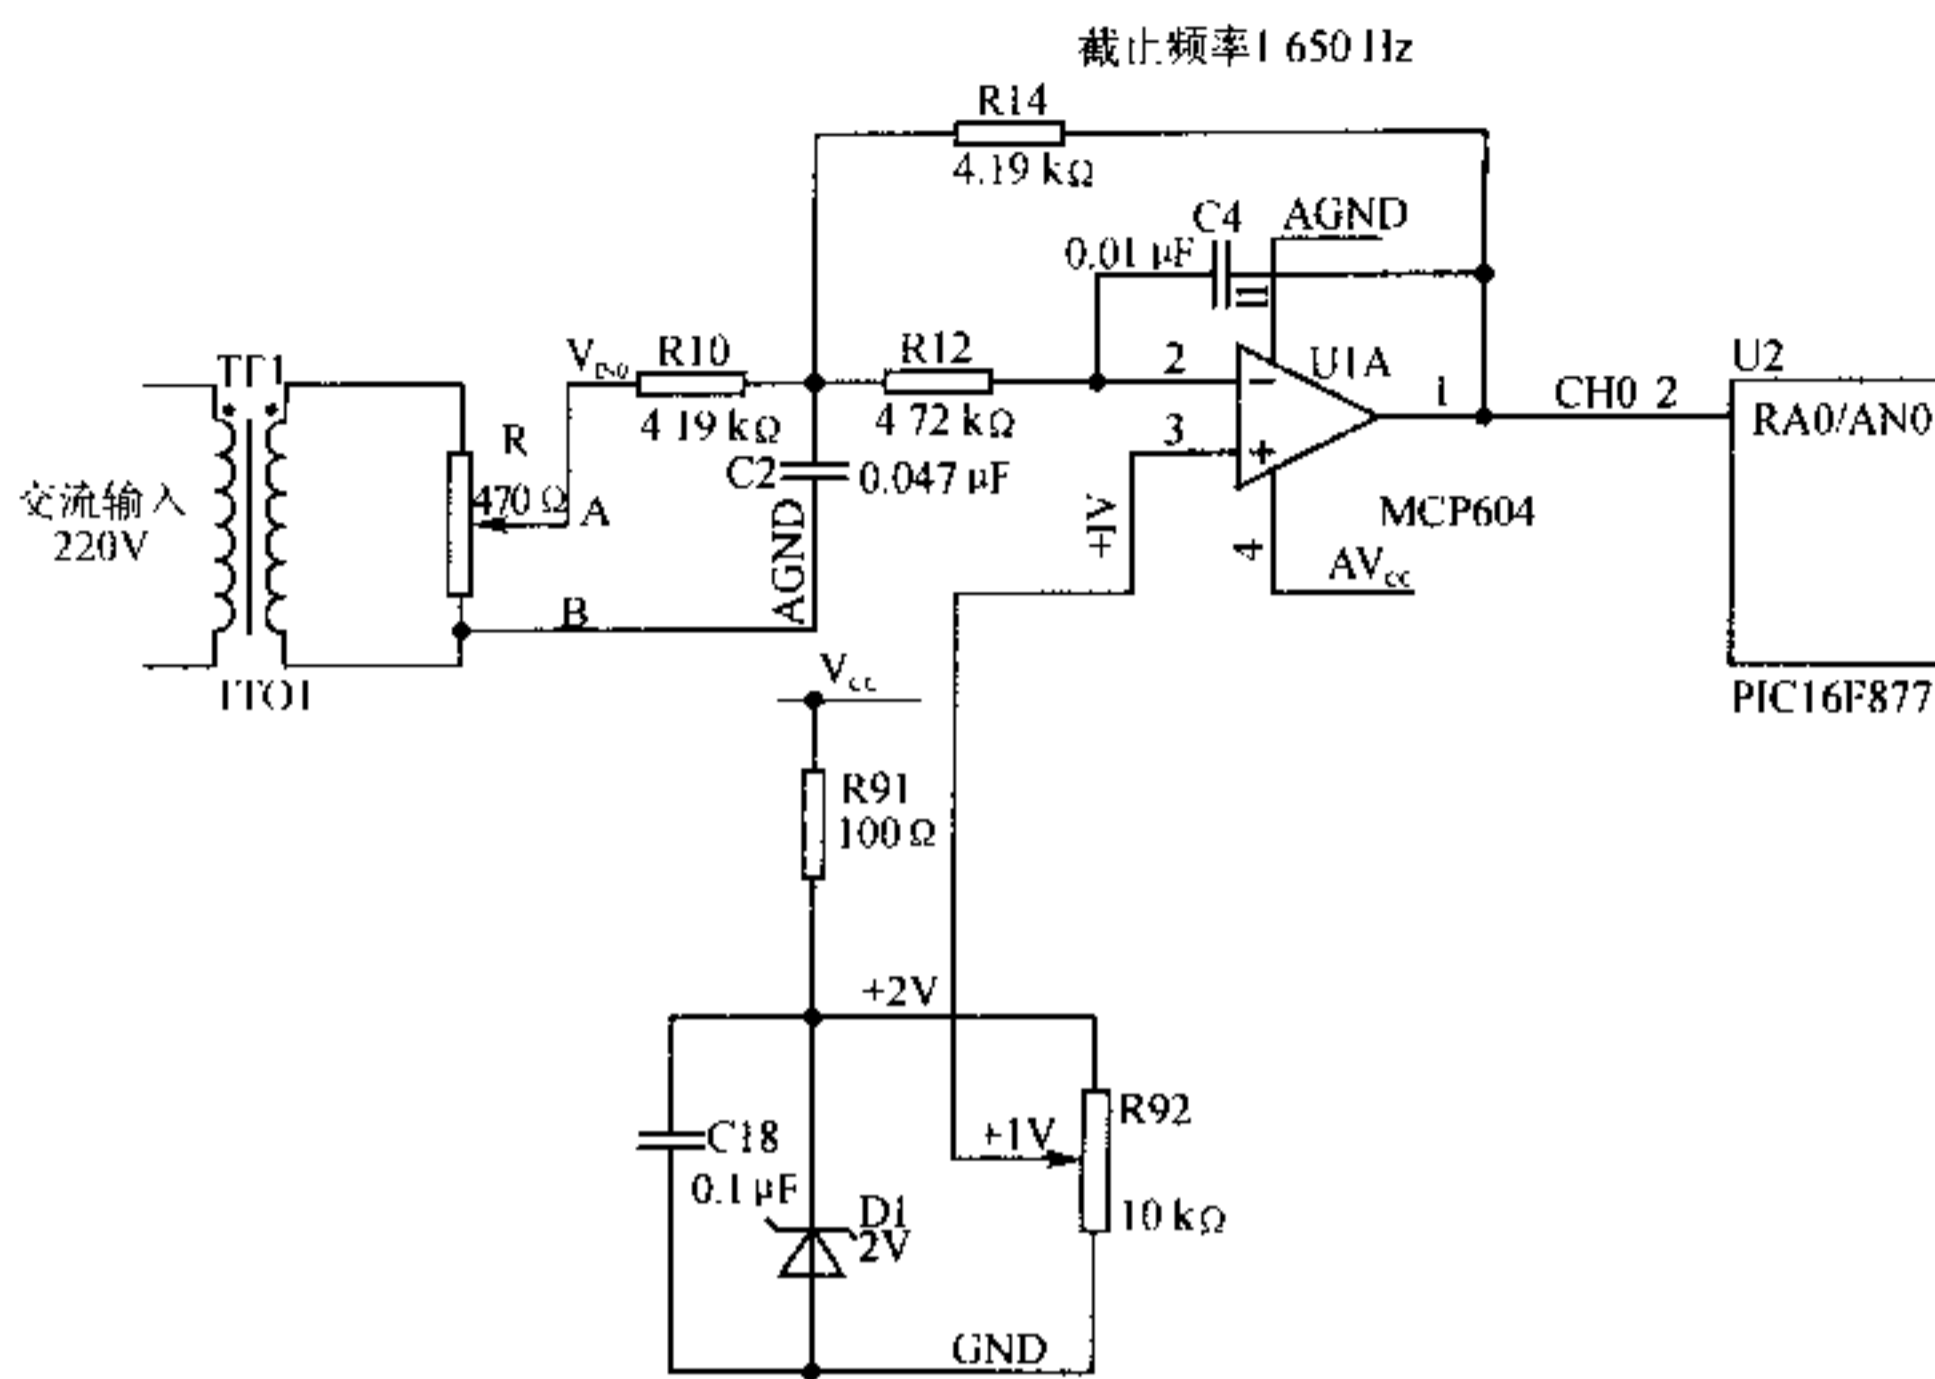 截止频率1 650 Hz
R14
4.19 kΩ
C4
AGND
0.01 μF
11
R10
R12
2
U1A
U2
4 19 kΩ
4 72 kΩ
1
CH0 2
RA0/AN0
R
470 Ω
A
C2
0.047 μF
3
交流输入
220V
AGND
+1V
4
MCP604
AVcc
B
Vcc
PIC16F877
R91
100 Ω
+2V
C18
0.1 μF
+1V
R92
10 kΩ
D1
2V
GND